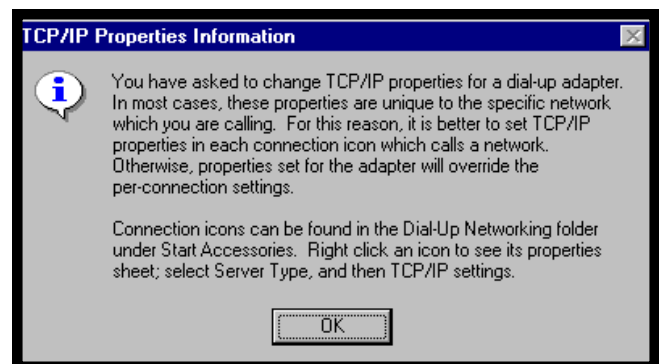 TCP/IP Properties Information
You have asked to change TCP/IP properties for a dial-up adapter.
In most cases, these properties are unique to the specific network
which you are calling.  For this reason, it is better to set TCP/IP
properties in each connection icon which calls a network.
Otherwise, properties set for the adapter will override the
per-connection settings.
Connection icons can be found in the Dial-Up Networking folder
under Start Accessories.  Right click an icon to see its properties
sheet; select Server Type, and then TCP/IP settings.
OK